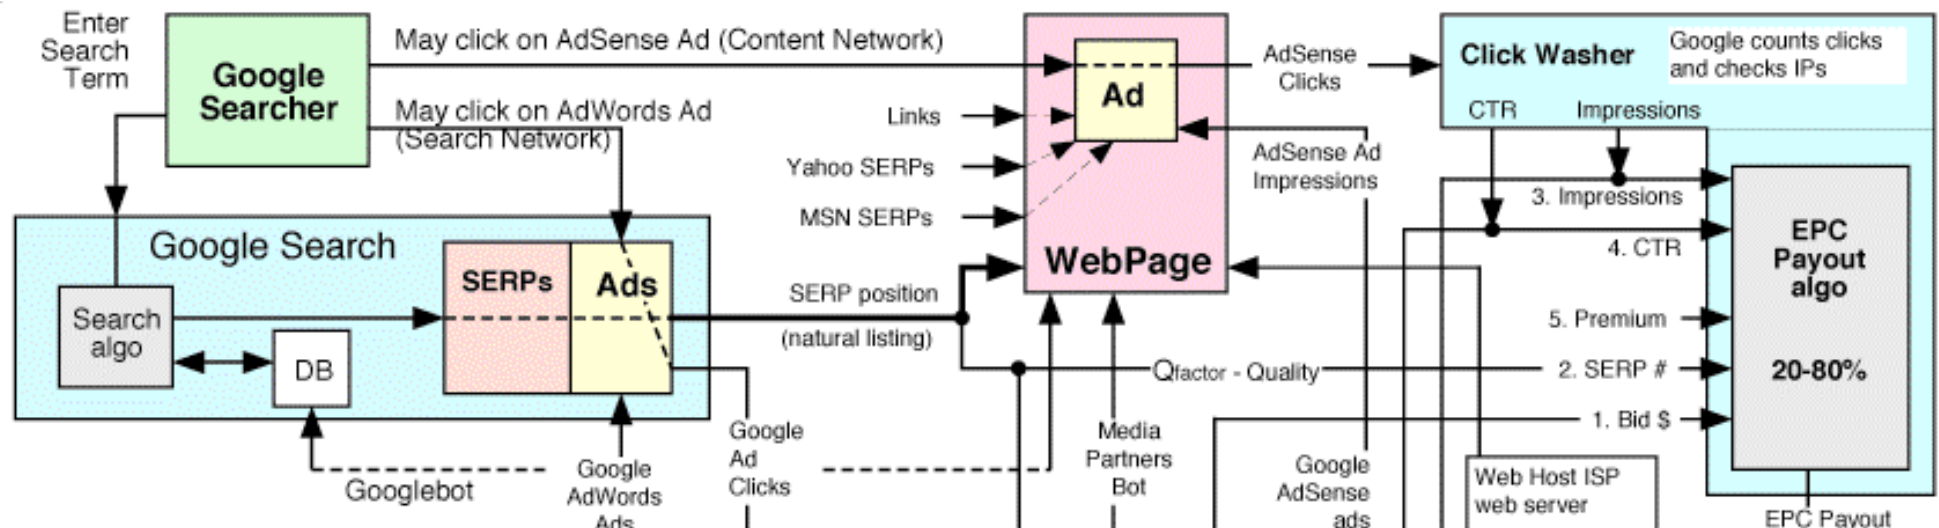 Enter
Search
Term
Google
Searcher
May click on AdSense Ad (Content Network)
May click on AdWords Ad
(Search Network)
Google Search
Search
algo
DB
SERPs
Ads
Googlebot
Google
AdWords
Ads
Google
Ad
Clicks
Links
Yahoo SERPs
MSN SERPs
SERP position
(natural listing)
Ad
WebPage
Qfactor - Quality
Media
Partners
Bot
AdSense
Clicks
AdSense Ad
Impressions
Google
AdSense
ads
Click Washer
Google counts clicks
and checks IPs
CTR
Impressions
3. Impressions
4. CTR
5. Premium
2. SERP #
1. Bid $
EPC
Payout
algo
20-80%
Web Host ISP
web server
EPC Payout